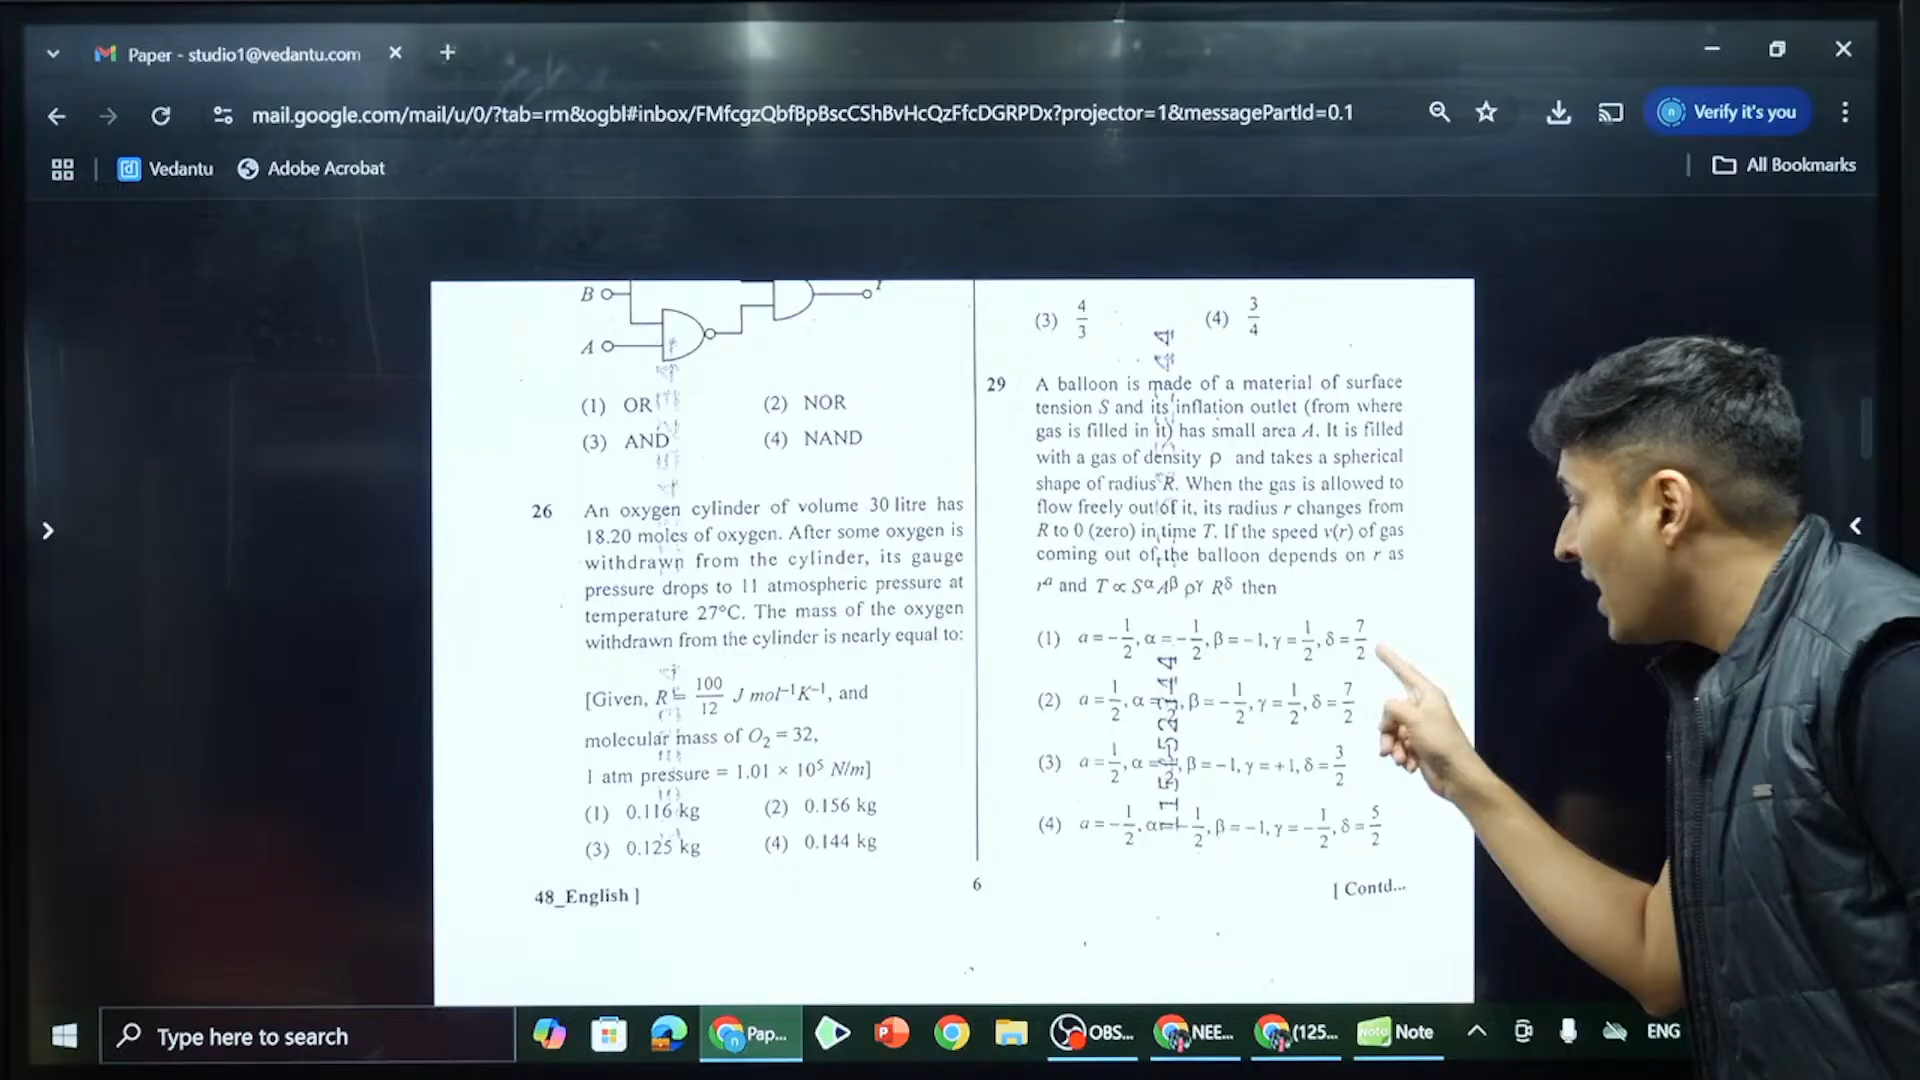 Paper - studio1@vedantu.com
mail.google.com/mail/u/0/?tab=rm&ogbl#inbox/FMfcgzQbfBpBscCShBvHcQzFfcDGRPDx?projector=1&messagePartId=0.1
Verify it's you
Vedantu
Adobe Acrobat
All Bookmarks
B
A
(1) OR (2) NOR
(3) AND (4) NAND
26 An oxygen cylinder of volume 30 litre has
18.20 moles of oxygen. After some oxygen is
withdrawn from the cylinder, its gauge
pressure drops to 11 atmospheric pressure at
temperature 27°C. The mass of the oxygen
withdrawn from the cylinder is nearly equal to:
[Given, R = 100/12 J mol⁻¹K⁻¹, and
molecular mass of O₂ = 32,
1 atm pressure = 1.01 × 10⁵ N/m]
(1) 0.116 kg (2) 0.156 kg
(3) 0.125 kg (4) 0.144 kg
48_English ]
6
(3) 4/3 (4) 3/4
29 A balloon is made of a material of surface
tension S and its inflation outlet (from where
gas is filled in it) has small area A. It is filled
with a gas of density ρ and takes a spherical
shape of radius R. When the gas is allowed to
flow freely out of it, its radius r changes from
R to 0 (zero) in time T. If the speed v(r) of gas
coming out of the balloon depends on r as
rᵃ and T ∝ Sᵅ Aᵝ ρᵞ Rᵟ then
(1) a = -1/2, α = -1/2, β = -1, γ = 1/2, δ = 7/2
(2) a = 1/2, α = , β = -1/2, γ = 1/2, δ = 7/2
(3) a = 1/2, α = , β = -1, γ = +1, δ = 3/2
(4) a = -1/2, α = -1/2, β = -1, γ = -1/2, δ = 5/2
[ Contd...
Type here to search
Pap...
OBS...
NEE...
(125...
Note
ENG